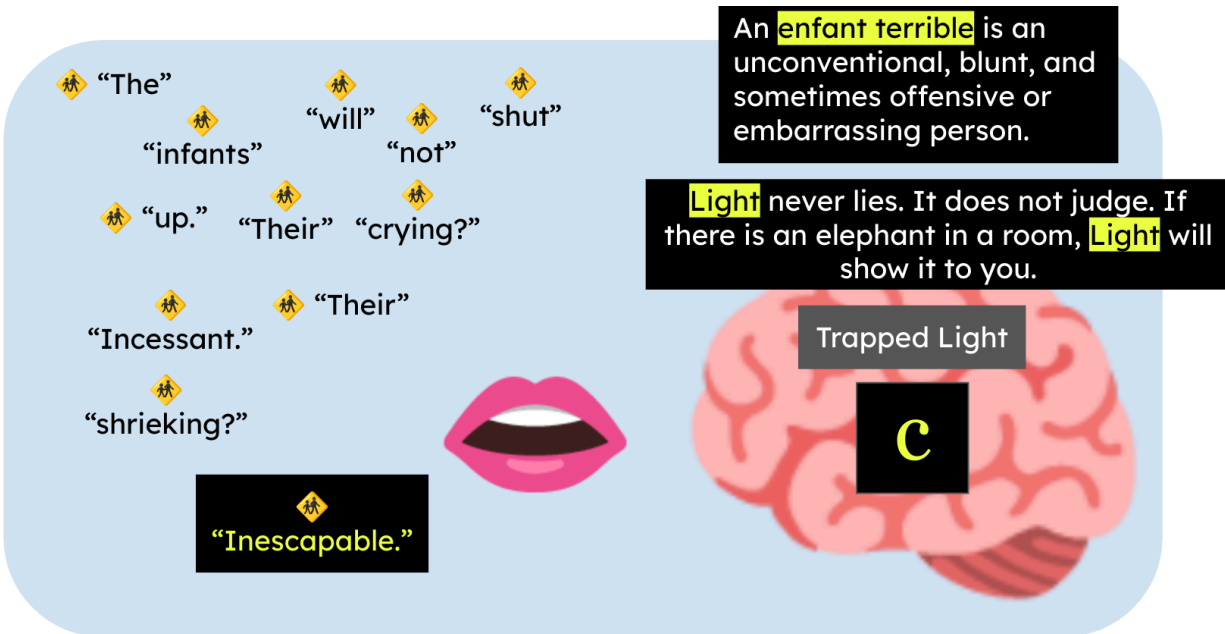 “The”
“infants”
“will”
“not”
“shut”
“up.”
“Their”
“crying?”
“Incessant.”
“Their”
“shrieking?”
“Inescapable.”
An enfant terrible is an
unconventional, blunt, and
sometimes offensive or
embarrassing person.
Light never lies. It does not judge. If
there is an elephant in a room, Light will
show it to you.
Trapped Light
c